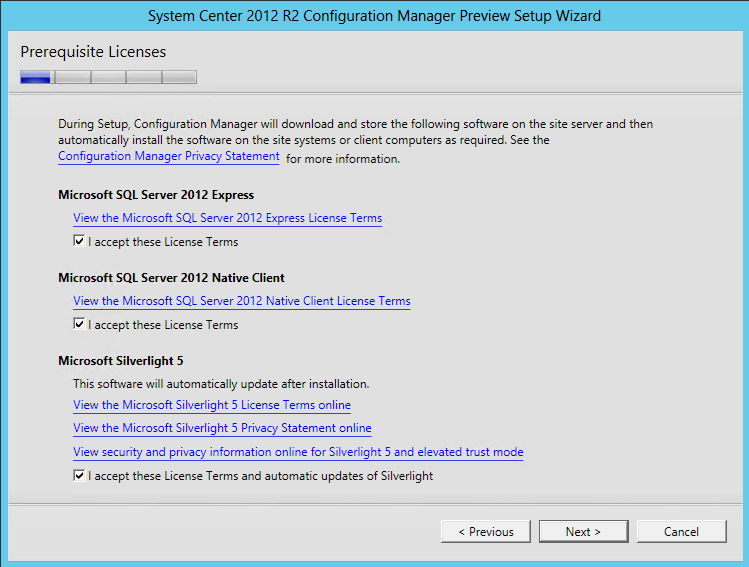 System Center 2012 R2 Configuration Manager Preview Setup Wizard
Prerequisite Licenses
During Setup, Configuration Manager will download and store the following software on the site server and then
automatically install the software on the site systems or client computers as required. See the
Configuration Manager Privacy Statement for more information.
Microsoft SQL Server 2012 Express
View the Microsoft SQL Server 2012 Express License Terms
I accept these License Terms
Microsoft SQL Server 2012 Native Client
View the Microsoft SQL Server 2012 Native Client License Terms
I accept these License Terms
Microsoft Silverlight 5
This software will automatically update after installation.
View the Microsoft Silverlight 5 License Terms online
View the Microsoft Silverlight 5 Privacy Statement online
View security and privacy information online for Silverlight 5 and elevated trust mode
I accept these License Terms and automatic updates of Silverlight
< Previous Next > Cancel